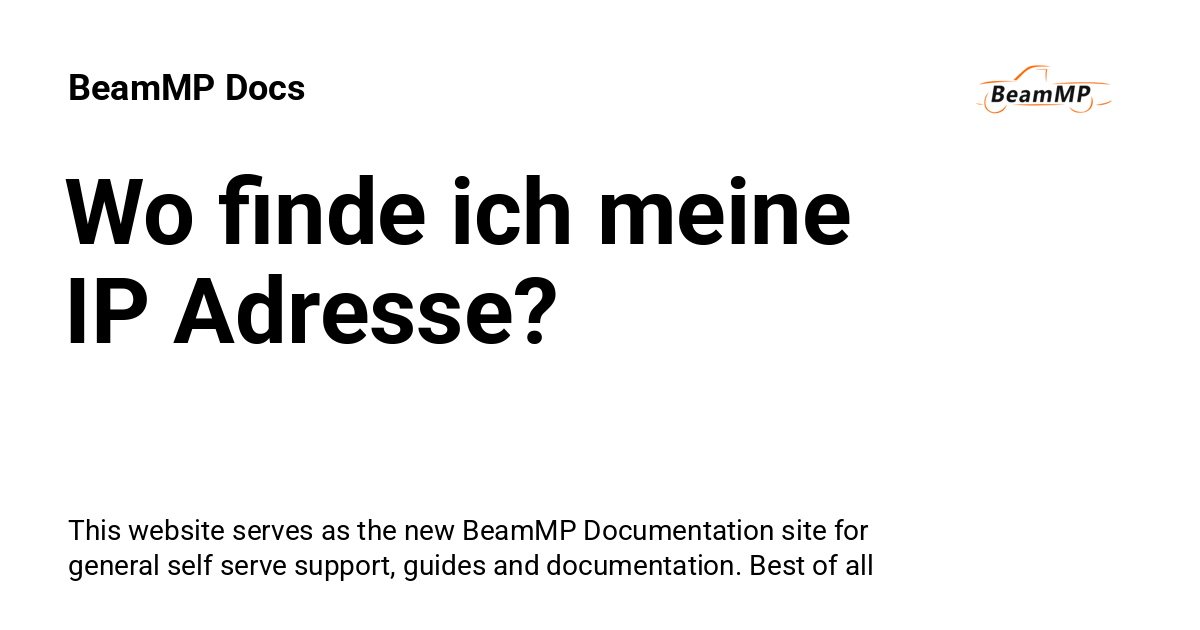 BeamMP Docs
BeamMP
Wo finde ich meine
IP Adresse?
This website serves as the new BeamMP Documentation site for
general self serve support, guides and documentation. Best of all